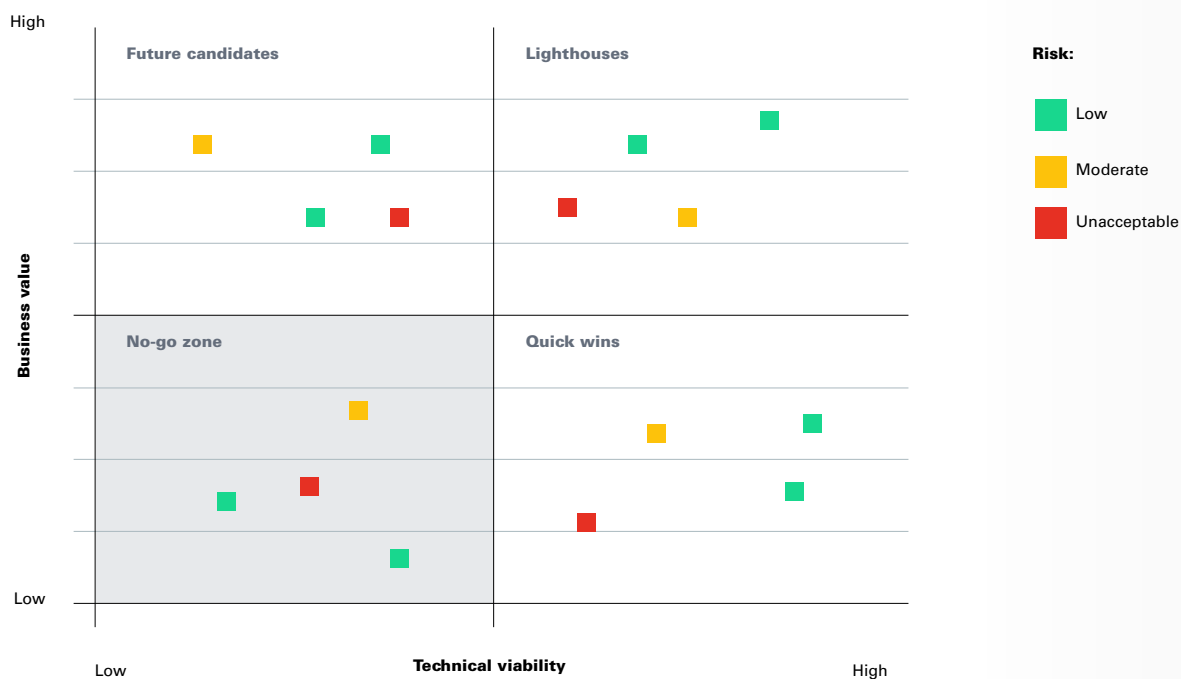 High
Future candidates
Lighthouses
Risk:
Low
Moderate
Unacceptable
Business value
No-go zone
Quick wins
Low
Low
Technical viability
High